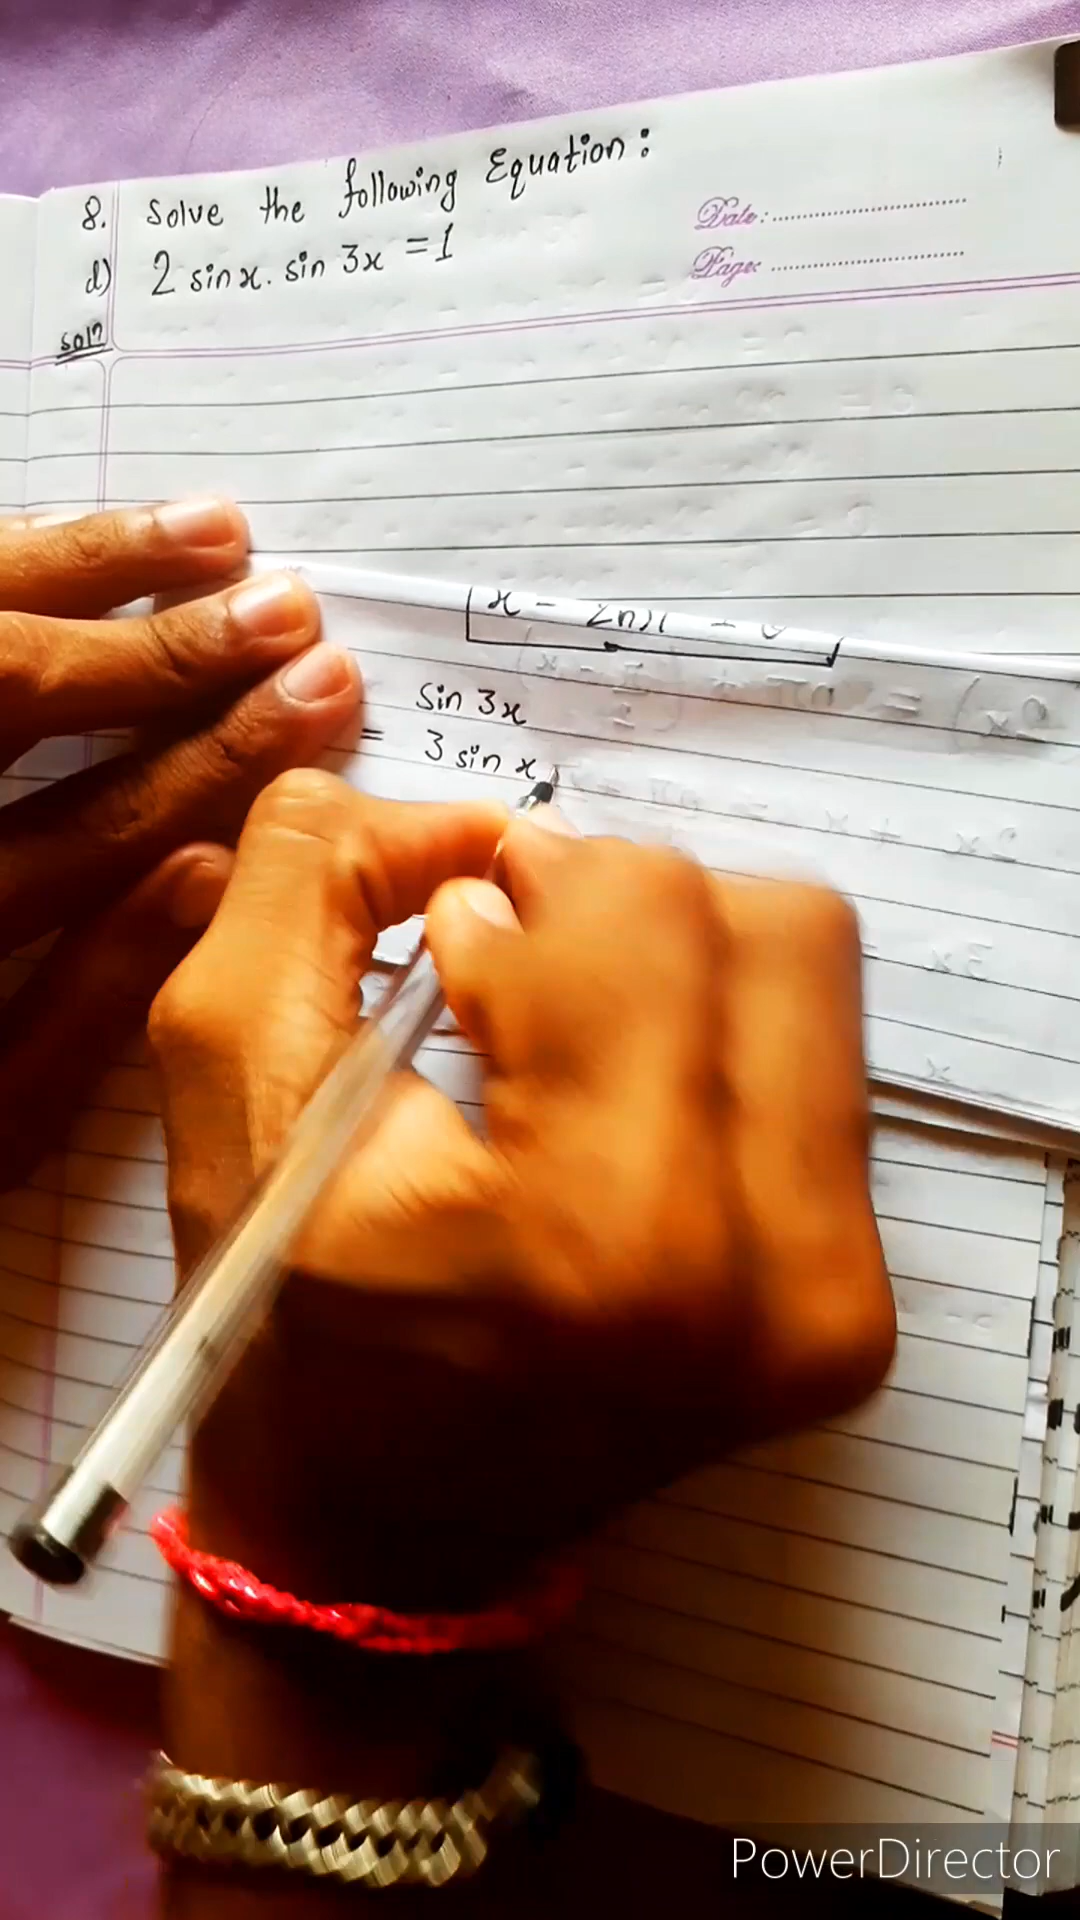 8. Solve the following Equation:
d) 2 sin x. sin 3x = 1
Date:
Page:
Soln
sin 3x
= 3 sin x
PowerDirector